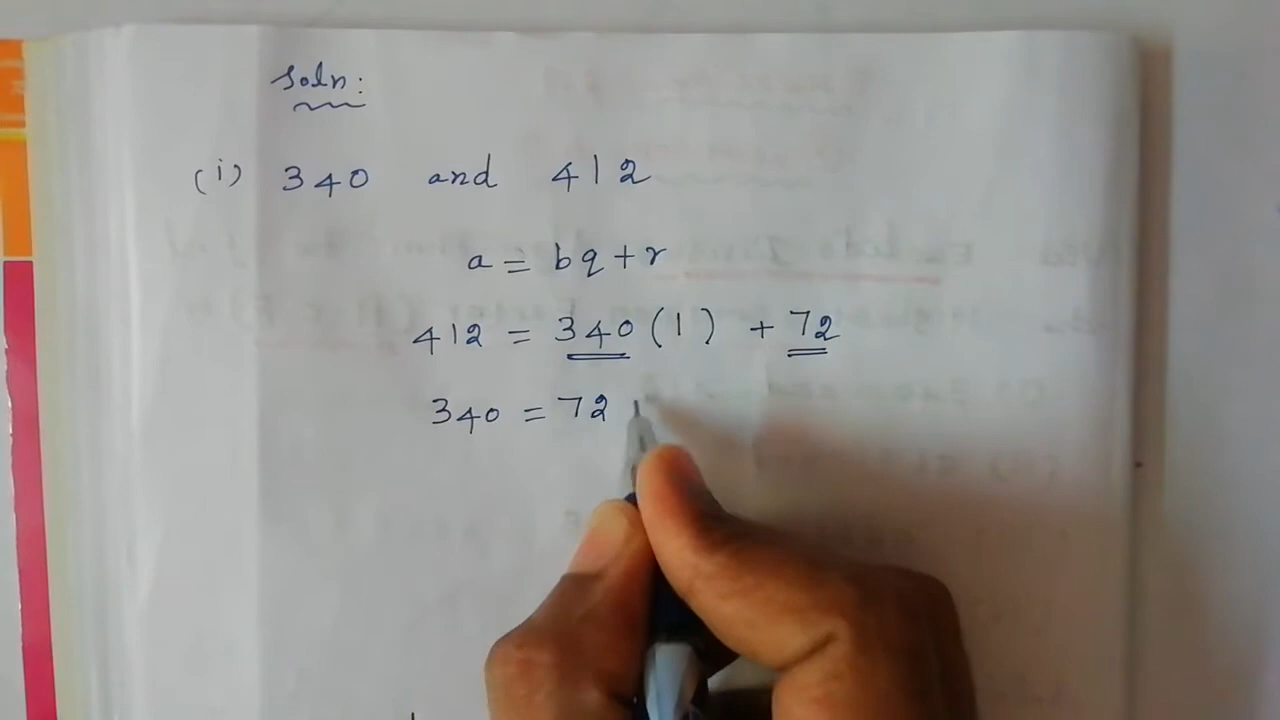 Soln:
(i) 340 and 412
a = bq + r
412 = 340 (1) + 72
340 = 72